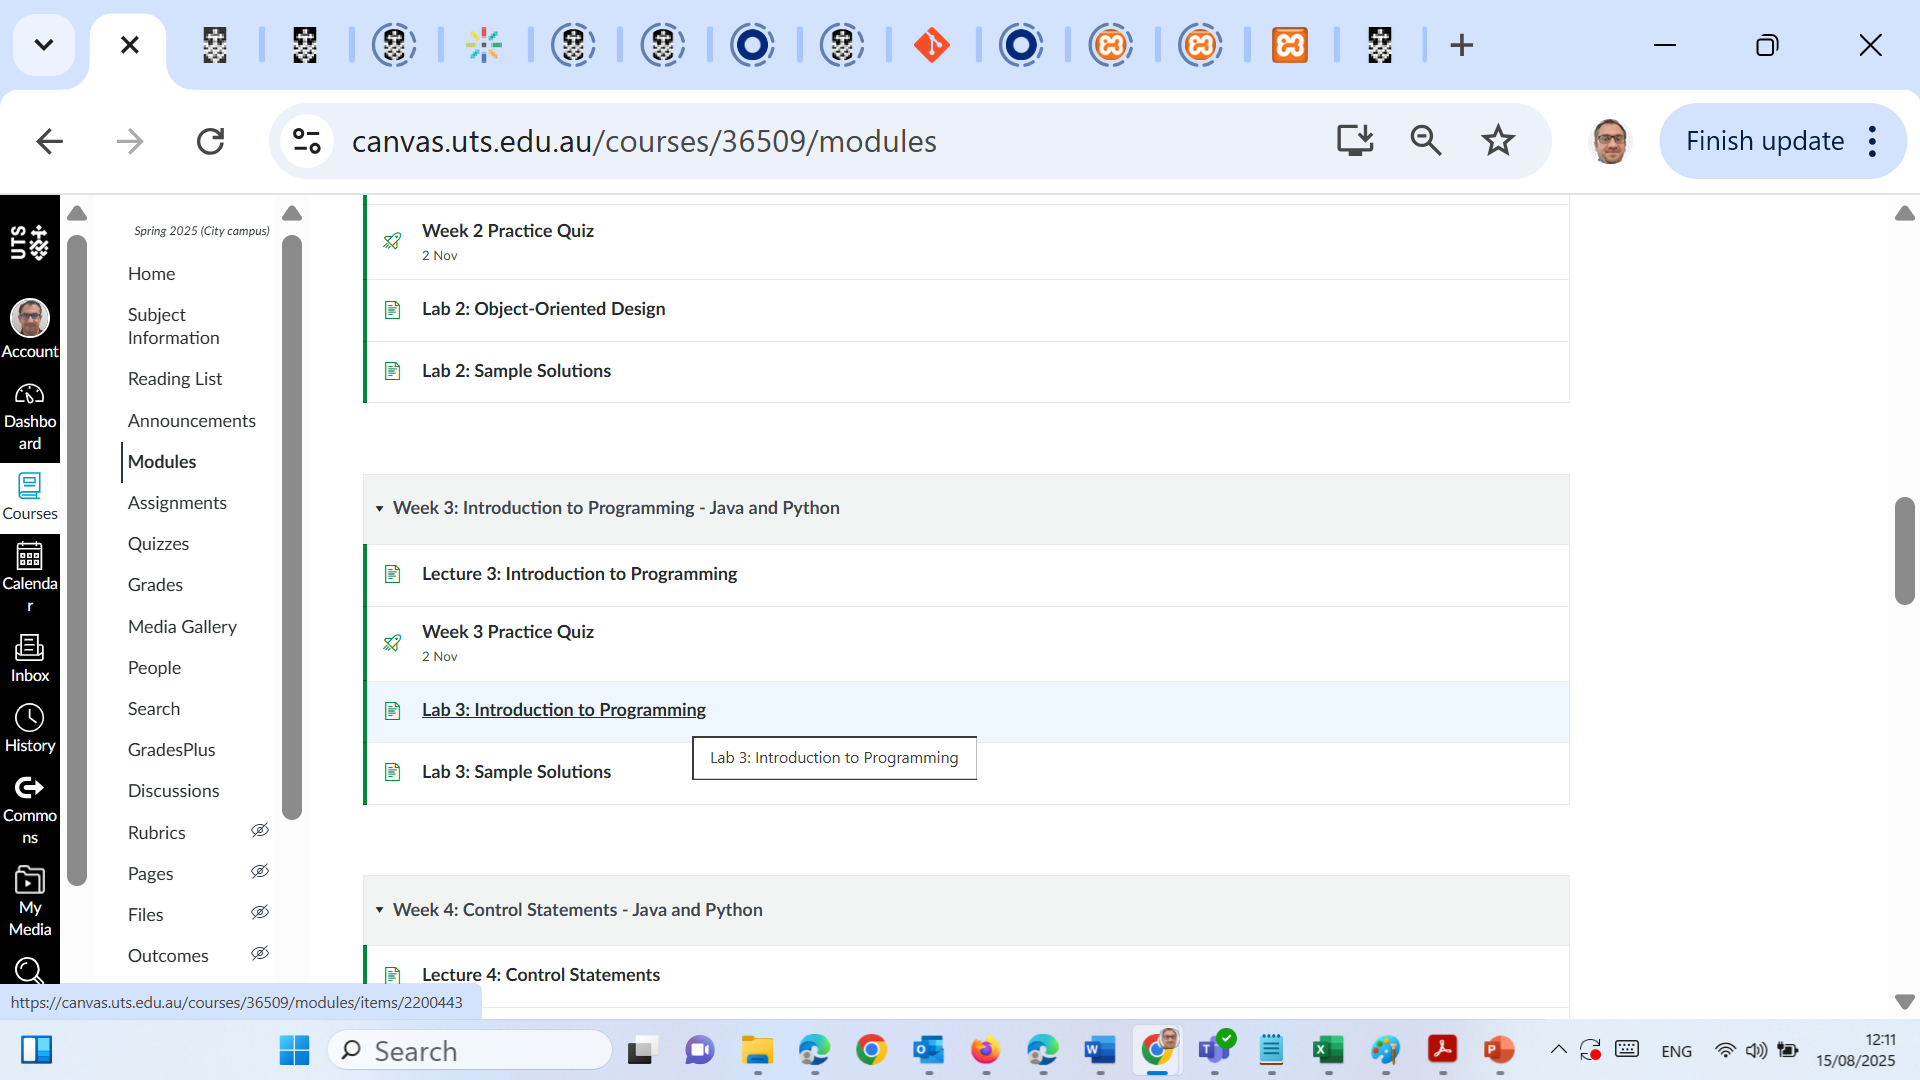 canvas.uts.edu.au/courses/36509/modules
Finish update
UTS
Account
Dashbo
ard
Courses
Calenda
r
Inbox
History
Commo
ns
My
Media
Spring 2025 (City campus)
Home
Subject
Information
Reading List
Announcements
Modules
Assignments
Quizzes
Grades
Media Gallery
People
Search
GradesPlus
Discussions
Rubrics
Pages
Files
Outcomes
Week 2 Practice Quiz
2 Nov
Lab 2: Object-Oriented Design
Lab 2: Sample Solutions
Week 3: Introduction to Programming - Java and Python
Lecture 3: Introduction to Programming
Week 3 Practice Quiz
2 Nov
Lab 3: Introduction to Programming
Lab 3: Introduction to Programming
Lab 3: Sample Solutions
Week 4: Control Statements - Java and Python
Lecture 4: Control Statements
https://canvas.uts.edu.au/courses/36509/modules/items/2200443
Search
ENG
12:11
15/08/2025